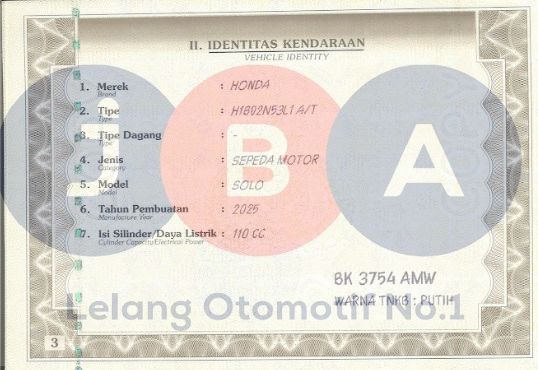 II. IDENTITAS KENDARAAN
VEHICLE IDENTITY
1. Merek : HONDA
Brand
2. Tipe : H1B02N53L1 A/T
Type
3. Tipe Dagang : -
Type
4. Jenis : SEPEDA MOTOR
Category
5. Model : SOLO
Model
6. Tahun Pembuatan : 2025
Manufacture Year
7. Isi Silinder/Daya Listrik : 110 CC
Cylinder Capacity/Electrical Power
JBA
BK 3754 AMW
WARNA TNKB : PUTIH
Lelang Otomotif No.1
3